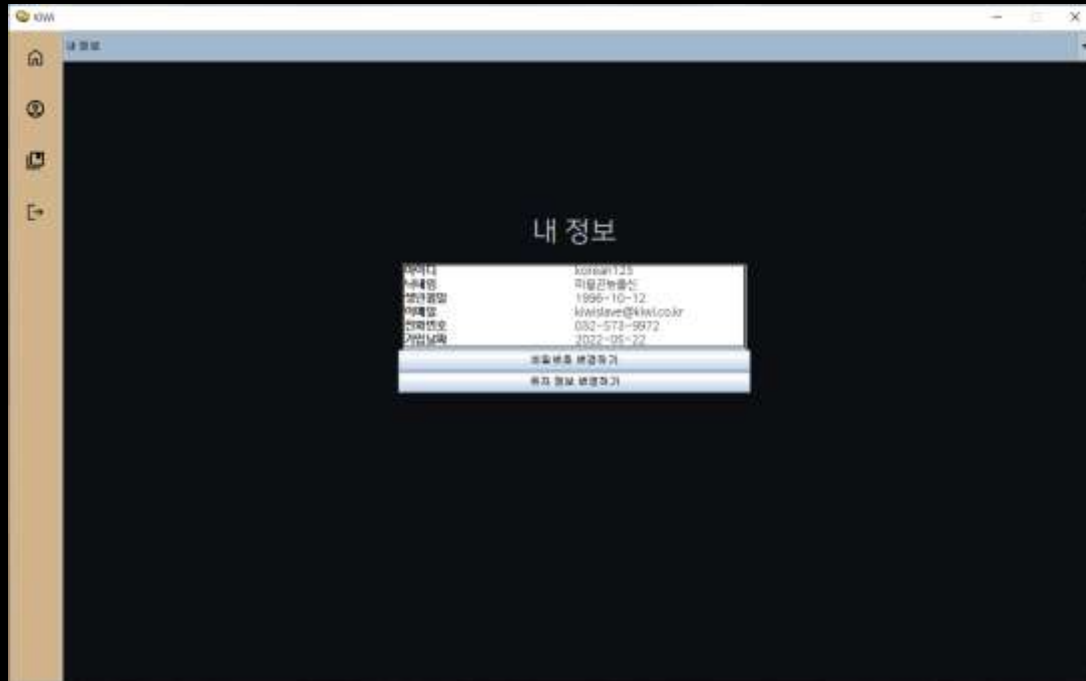 KIWI
내 정보
내 정보
아이디 korean123
닉네임
생년월일 1996-10-12
이메일 kiwislave@kiwi.co.kr
전화번호 032-573-9972
가입날짜 2022-05-22
비밀번호 변경하기
유저 정보 변경하기